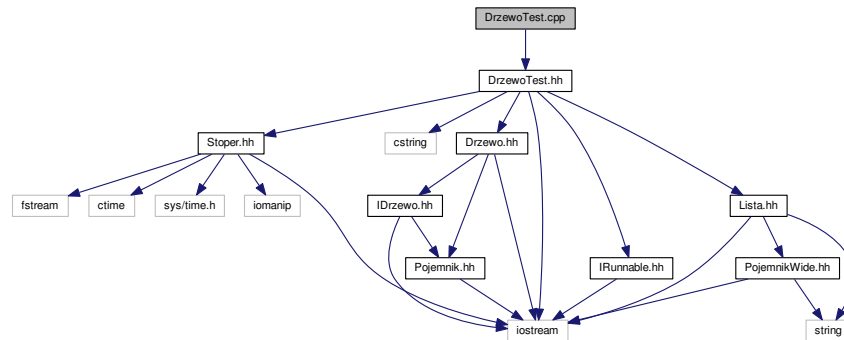 DrzewoTest.cpp
DrzewoTest.hh
Stoper.hh
cstring
Drzewo.hh
fstream
ctime
sys/time.h
iomanip
IDrzewo.hh
Lista.hh
Pojemnik.hh
IRunnable.hh
PojemnikWide.hh
iostream
string